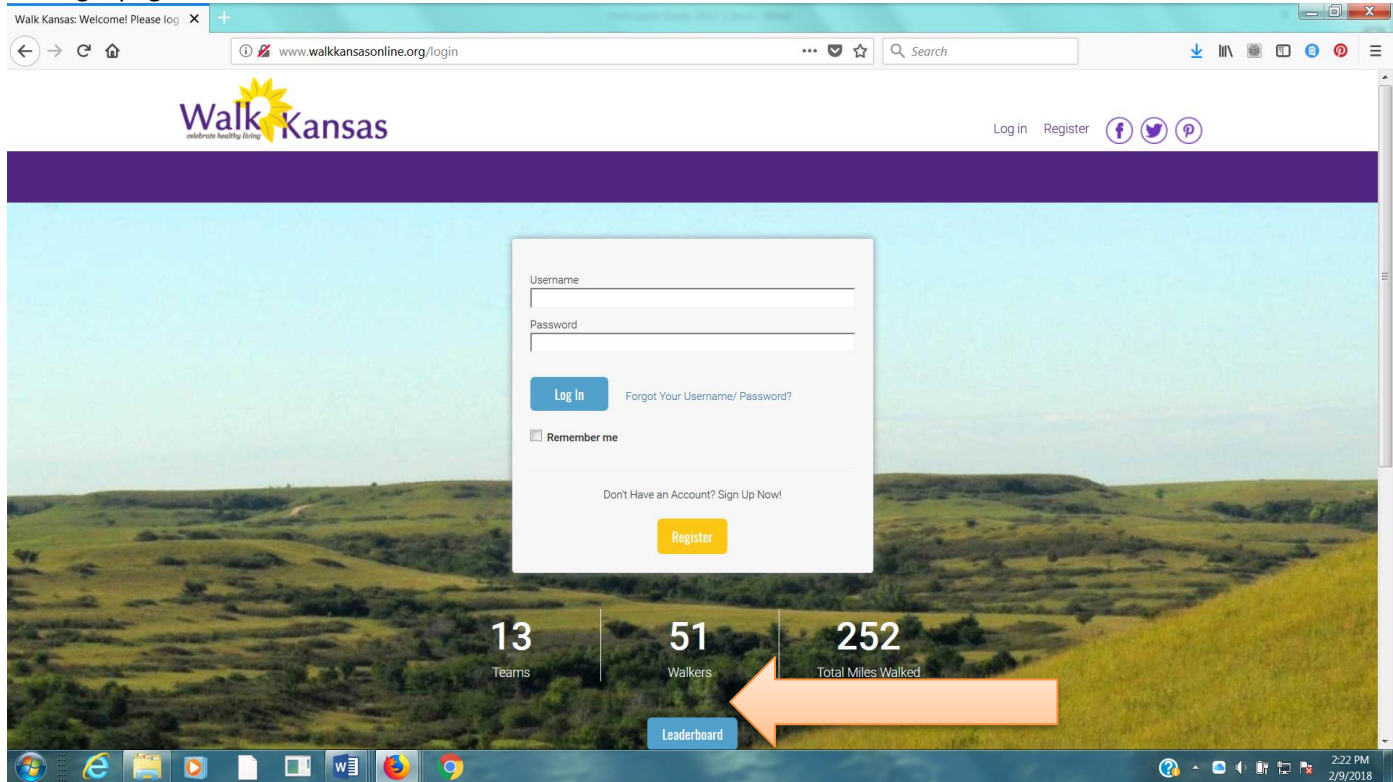 Walk Kansas: Welcome! Please log
www.walkkansasonline.org/login
Search
Walk Kansas
celebrate healthy living
Log in Register
Username
Password
Log In Forgot Your Username/ Password?
Remember me
Don't Have an Account? Sign Up Now!
Register
13 51 252
Teams Walkers Total Miles Walked
Leaderboard
2:22 PM
2/9/2018